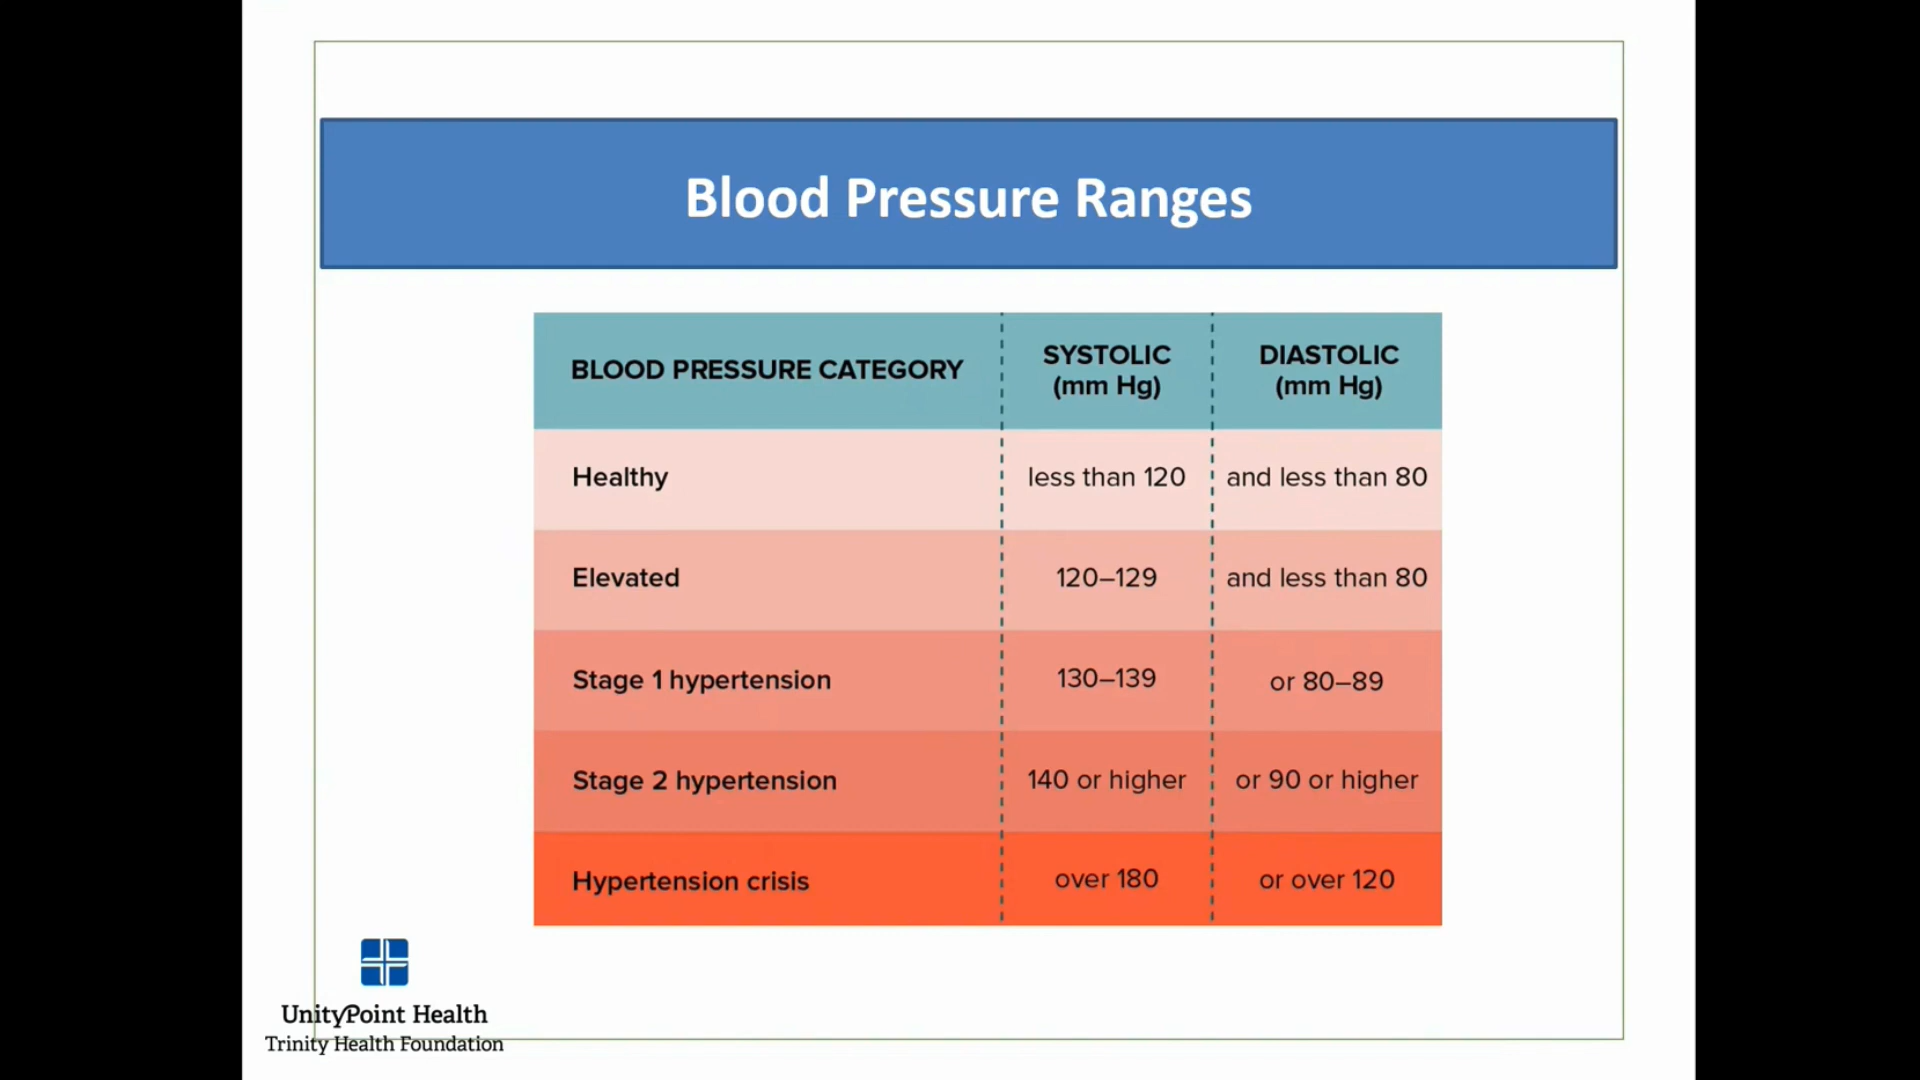 Blood Pressure Ranges
BLOOD PRESSURE CATEGORY
SYSTOLIC
(mm Hg)
DIASTOLIC
(mm Hg)
Healthy
less than 120
and less than 80
Elevated
120–129
and less than 80
Stage 1 hypertension
130–139
or 80–89
Stage 2 hypertension
140 or higher
or 90 or higher
Hypertension crisis
over 180
or over 120
UnityPoint Health
Trinity Health Foundation